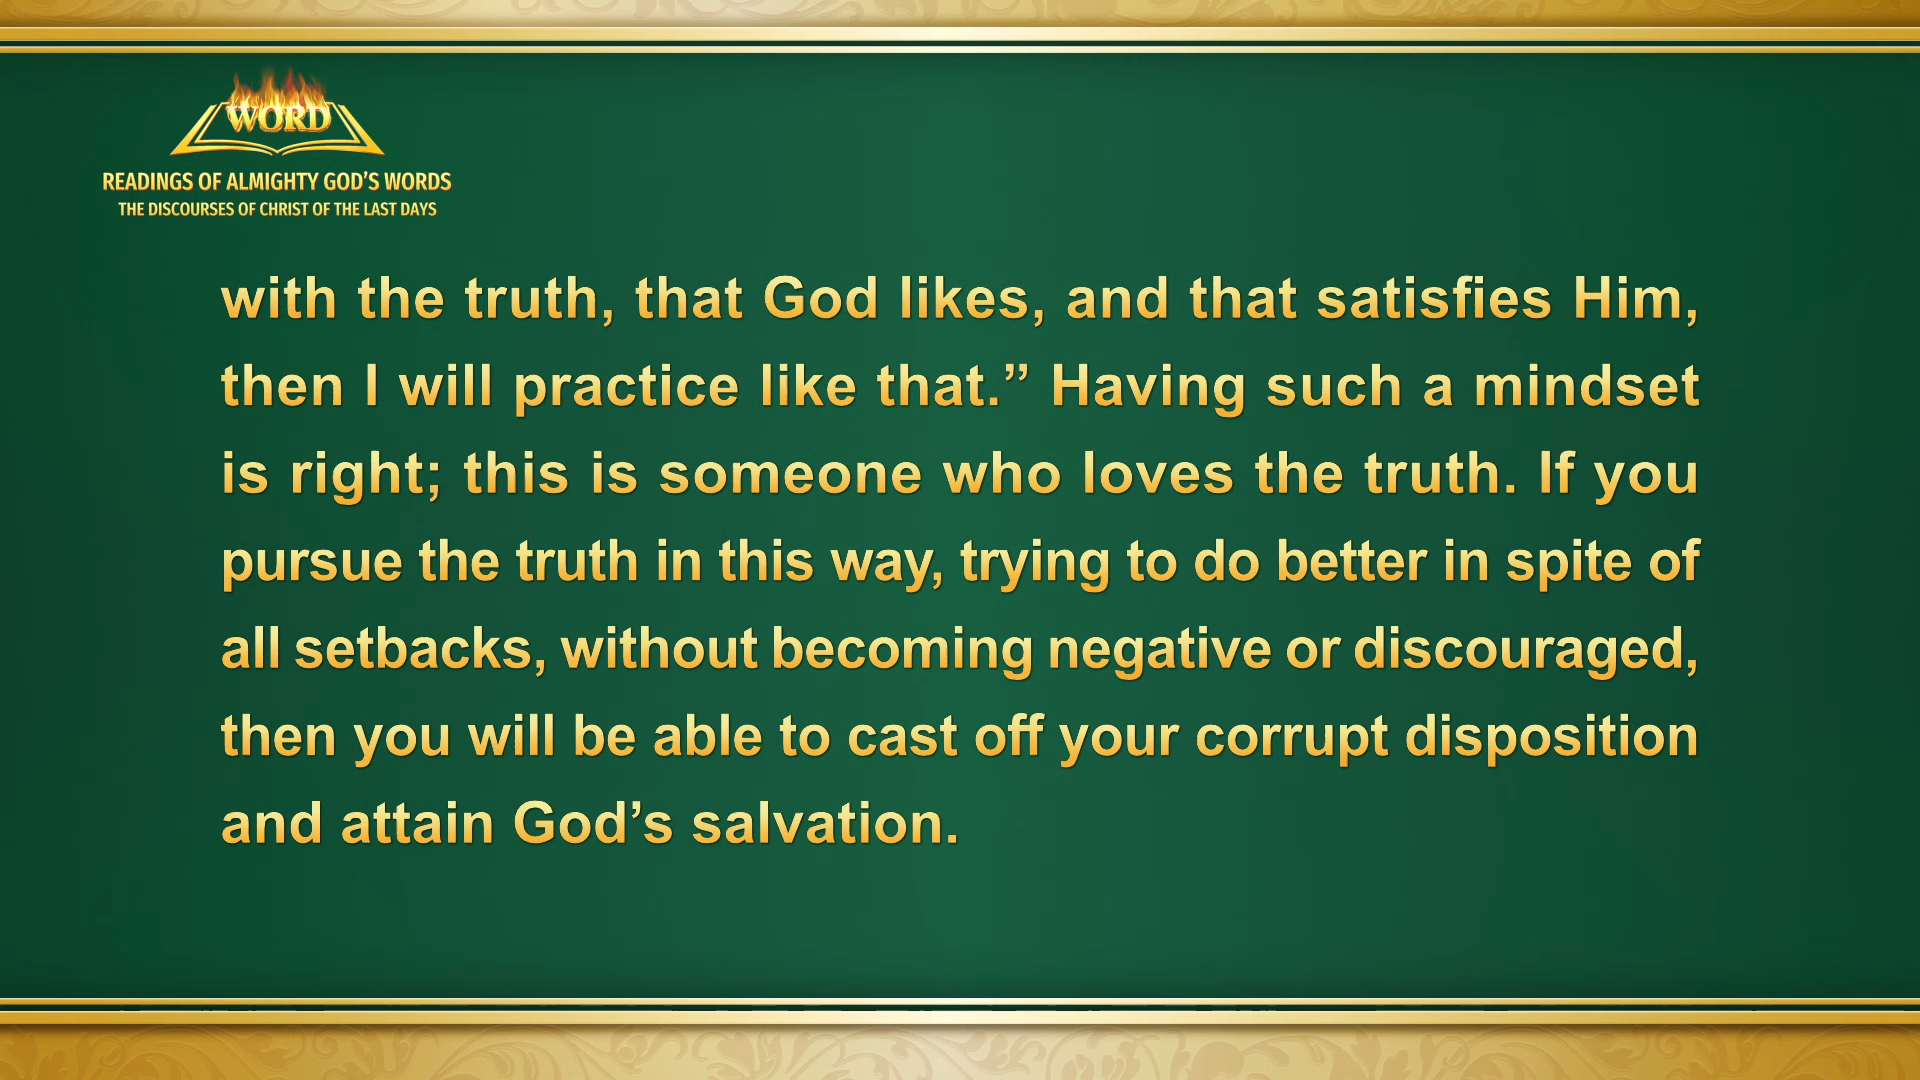 WORD
READINGS OF ALMIGHTY GOD’S WORDS
THE DISCOURSES OF CHRIST OF THE LAST DAYS
with the truth, that God likes, and that satisfies Him,
then I will practice like that.” Having such a mindset
is right; this is someone who loves the truth. If you
pursue the truth in this way, trying to do better in spite of
all setbacks, without becoming negative or discouraged,
then you will be able to cast off your corrupt disposition
and attain God’s salvation.